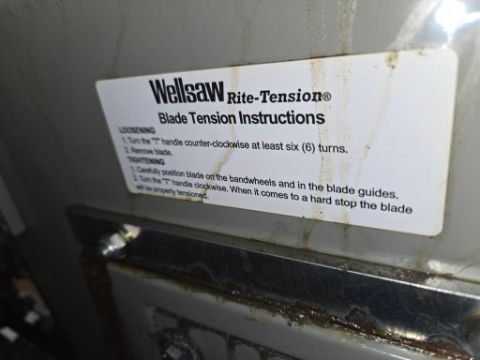 Wellsaw Rite-Tension®
Blade Tension Instructions
LOOSENING
1. Turn the "T" handle counter-clockwise at least six (6) turns.
2. Remove blade.
TIGHTENING
1. Carefully position blade on the bandwheels and in the blade guides.
2. Turn the "T" handle clockwise. When it comes to a hard stop the blade
will be properly tensioned.